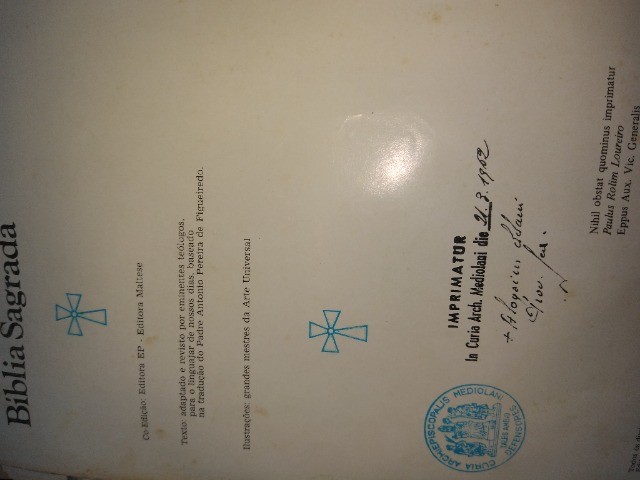 Bíblia Sagrada
Co-Edição: Editora EP - Editora Maltese
Texto: adaptado e revisto por eminentes teólogos,
para o linguajar de nossos dias, baseado
na tradução do Padre Antonio Pereira de Figueiredo.
Ilustrações: grandes mestres da Arte Universal
IMPRIMATUR
In Curia Arch. Mediolani die 21.3.1962
+ Aloysius
CURIA ARCHIEPISCOPALIS MEDIOLANI
Nihil obstat quominus imprimatur
Paulus Rolim Loureiro
Eppus Aux. Vic. Generalis